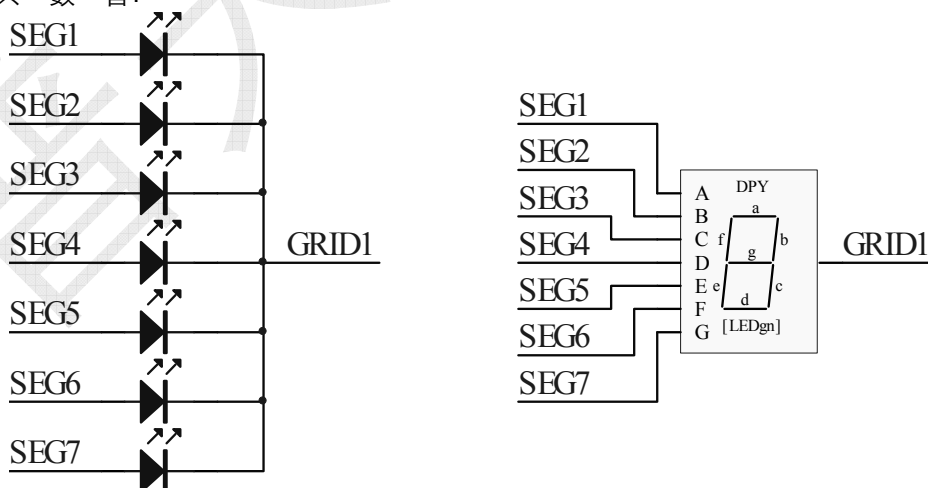 SEG1
SEG2
SEG3
SEG4
SEG5
SEG6
SEG7
GRID1
SEG1
SEG2
SEG3
SEG4
SEG5
SEG6
SEG7
A
B
C
D
E
F
G
DPY
a
f
b
g
e
c
d
[LEDgn]
GRID1